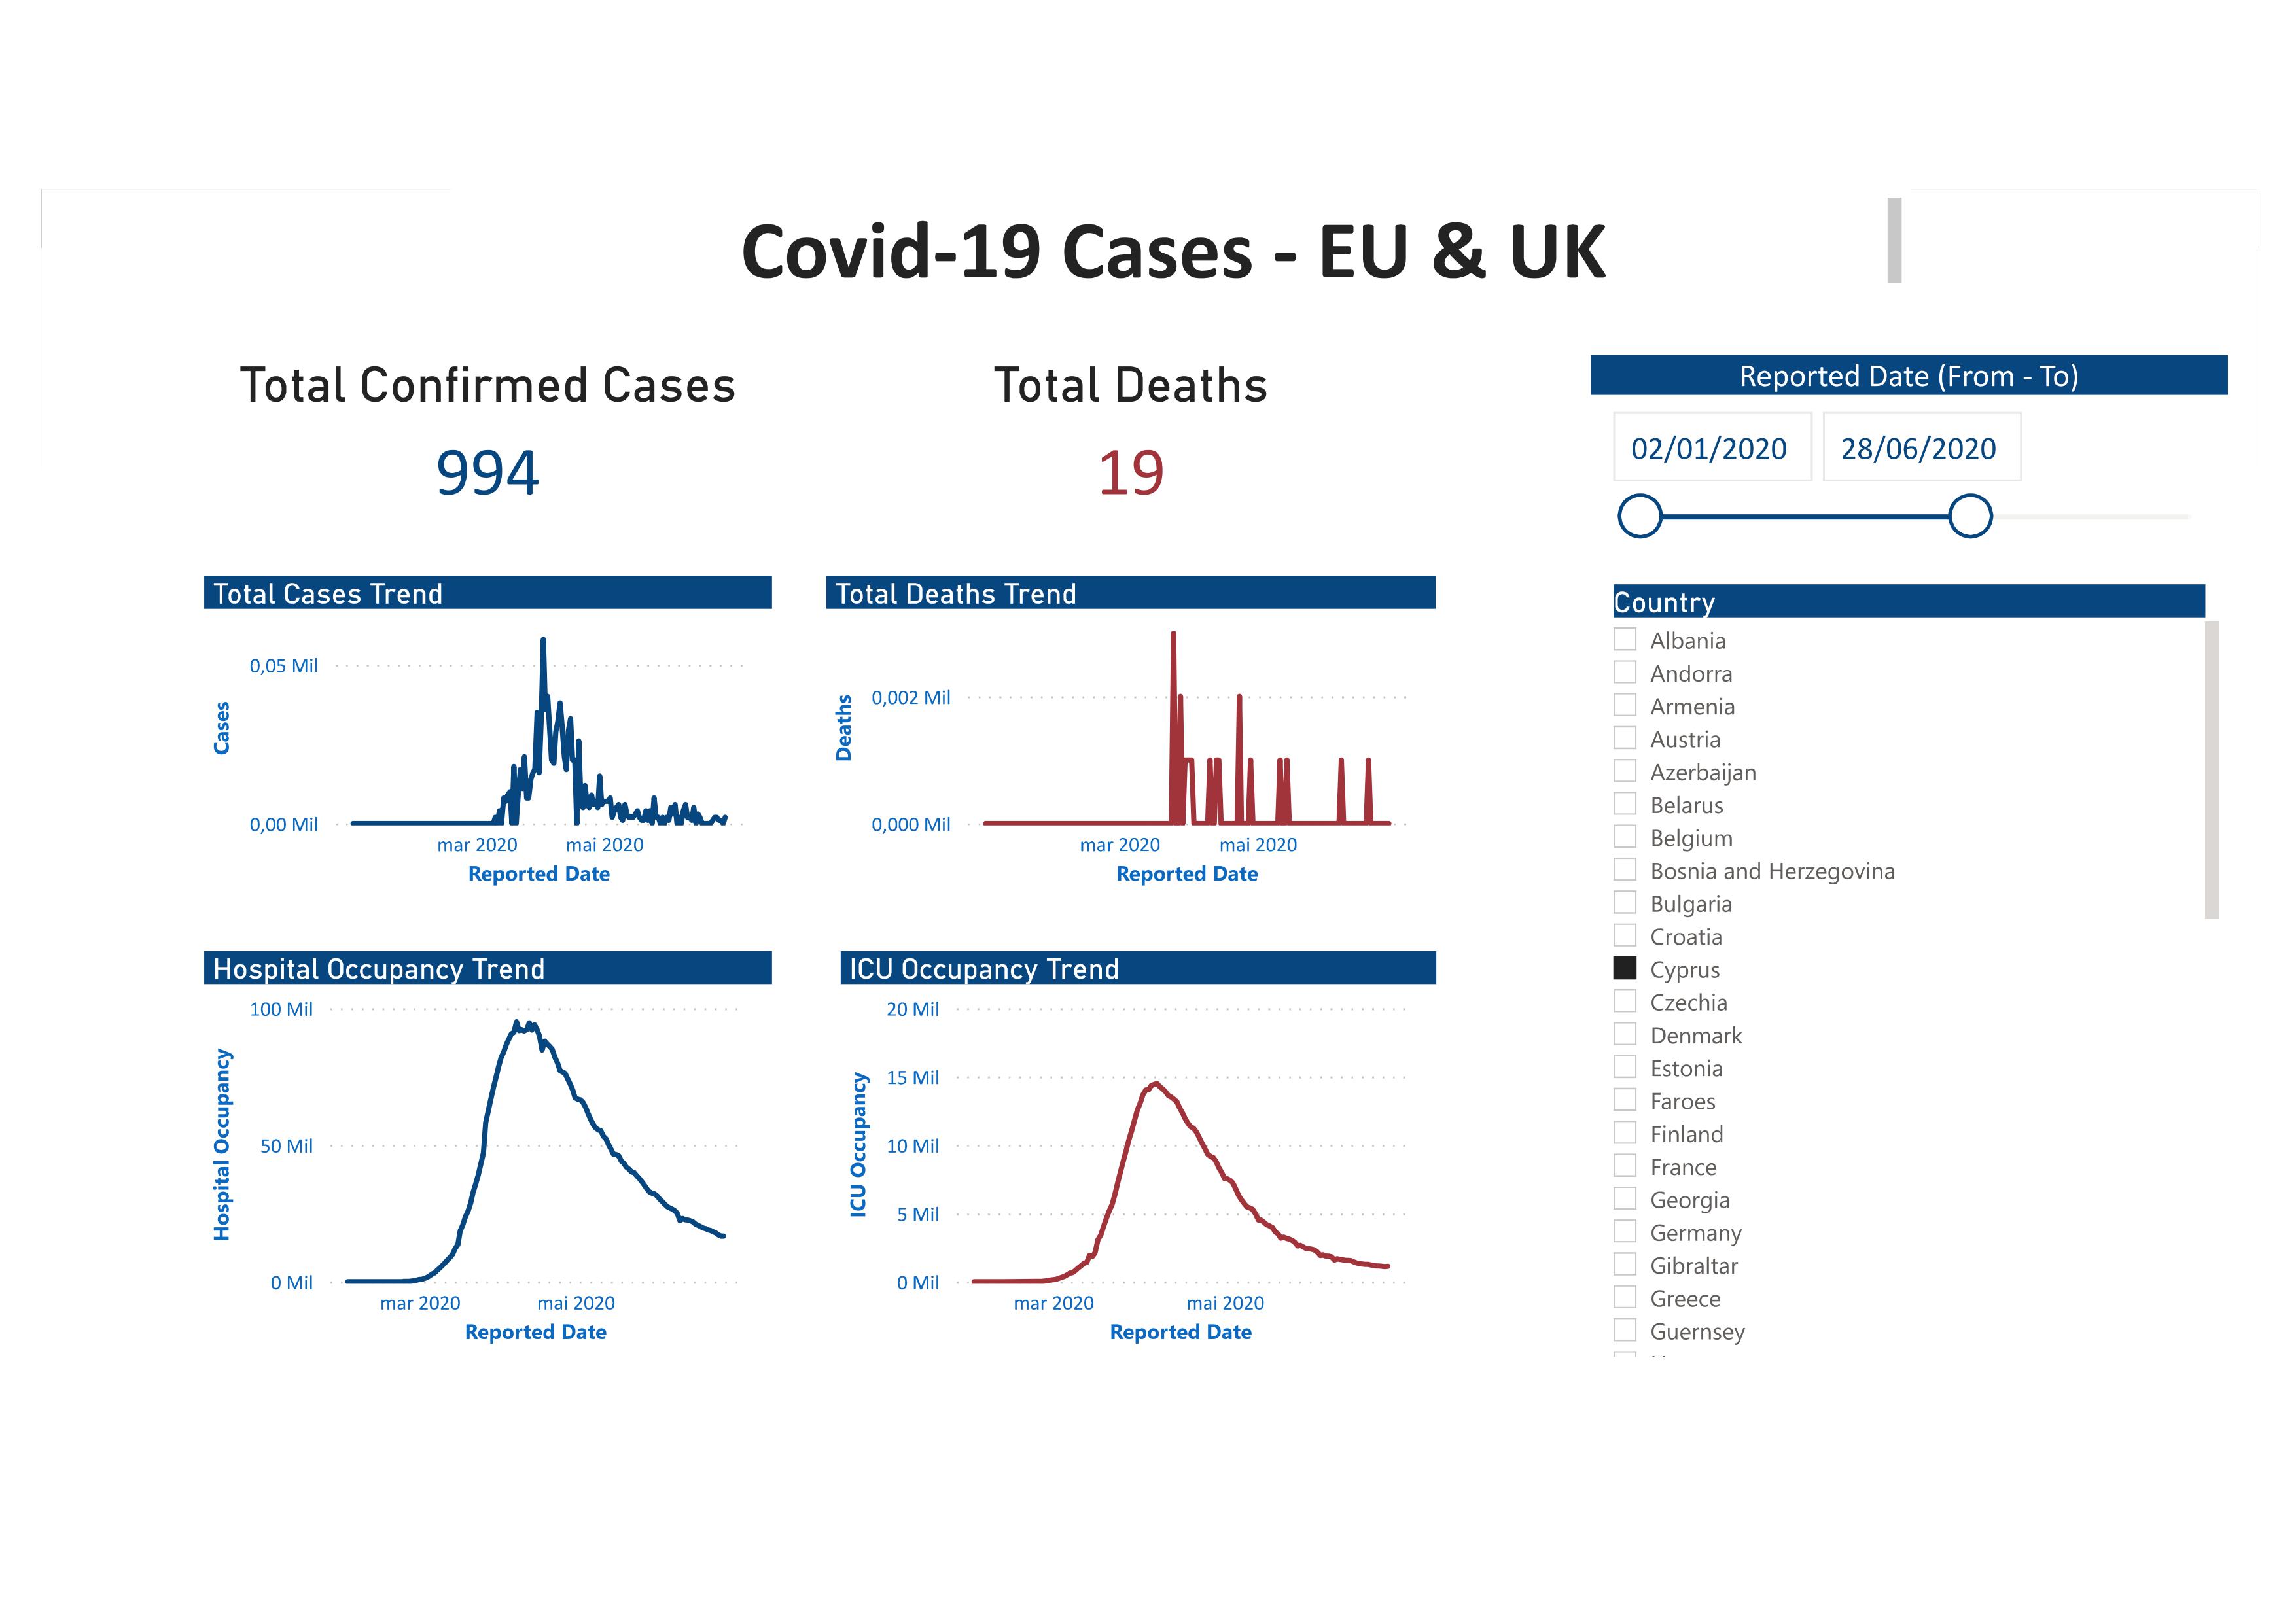 Covid-19 Cases - EU & UK
Total Confirmed Cases
994
Total Deaths
19
Reported Date (From - To)
02/01/2020
28/06/2020
Total Cases Trend
0,05 Mil
0,00 Mil
Cases
mar 2020
mai 2020
Reported Date
Total Deaths Trend
0,002 Mil
0,000 Mil
Deaths
mar 2020
mai 2020
Reported Date
Hospital Occupancy Trend
100 Mil
50 Mil
0 Mil
Hospital Occupancy
mar 2020
mai 2020
Reported Date
ICU Occupancy Trend
20 Mil
15 Mil
10 Mil
5 Mil
0 Mil
ICU Occupancy
mar 2020
mai 2020
Reported Date
Country
Albania
Andorra
Armenia
Austria
Azerbaijan
Belarus
Belgium
Bosnia and Herzegovina
Bulgaria
Croatia
Cyprus
Czechia
Denmark
Estonia
Faroes
Finland
France
Georgia
Germany
Gibraltar
Greece
Guernsey